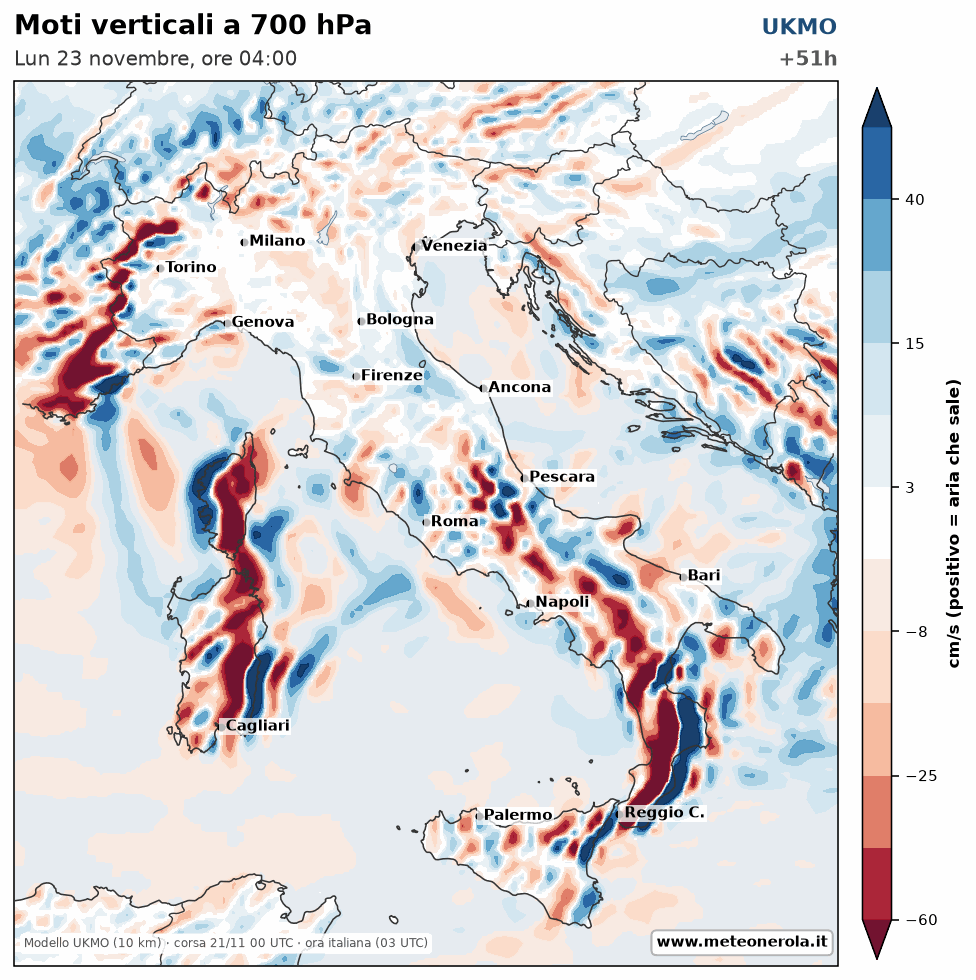 Moti verticali a 700 hPa
UKMO
Lun 23 novembre, ore 04:00
+51h
Milano
Venezia
Torino
Genova
Bologna
Firenze
Ancona
Pescara
Roma
Bari
Napoli
Cagliari
Palermo
Reggio C.
40
15
3
−8
−25
−60
cm/s (positivo = aria che sale)
Modello UKMO (10 km) · corsa 21/11 00 UTC · ora italiana (03 UTC)
www.meteonerola.it